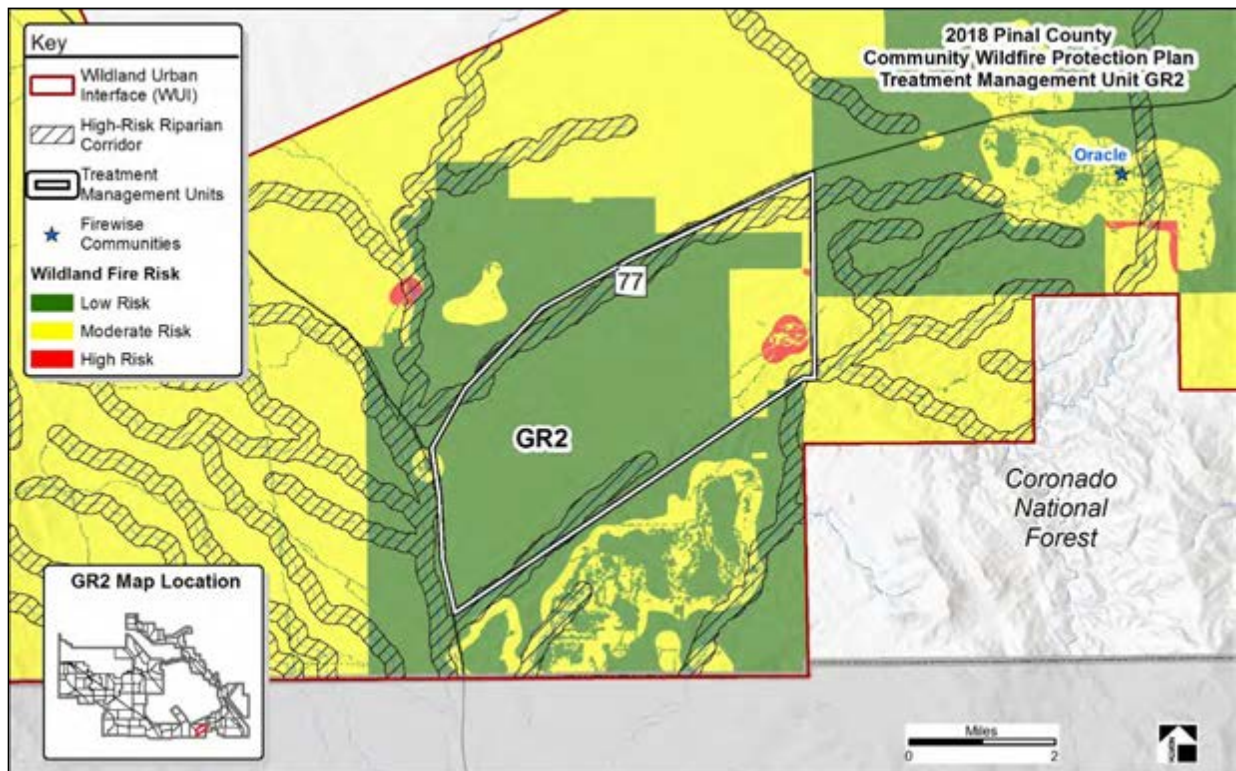 Key
Wildland Urban
Interface (WUI)
High-Risk Riparian
Corridor
Treatment
Management Units
Firewise
Communities
Wildland Fire Risk
Low Risk
Moderate Risk
High Risk
2018 Pinal County
Community Wildfire Protection Plan
Treatment Management Unit GR2
Oracle
77
GR2
Coronado
National
Forest
GR2 Map Location
Miles
0 2